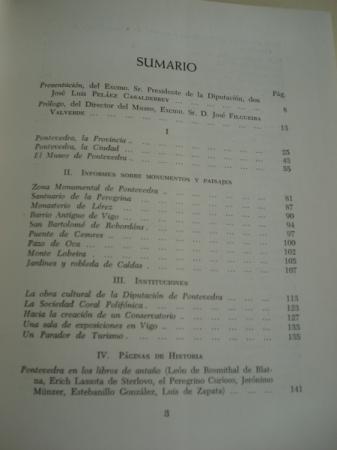 SUMARIO
Pág.
Presentación, del Excmo. Sr. Presidente de la Diputación, don
José Luis Peláez Casalderrey ... ... ... ... ... ... 8
Prólogo, del Director del Museo, Excmo. Sr. D. José Filgueira
Valverde ... ... ... ... ... ... ... ... ... 13
I
Pontevedra, la Provincia ... ... ... ... ... ... ... 25
Pontevedra, la Ciudad ... ... ... ... ... ... ... 43
El Museo de Pontevedra ... ... ... ... ... ... ... 55
II. Informes sobre monumentos y paisajes
Zona Monumental de Pontevedra ... ... ... ... ... ...
Santuario de la Peregrina ... ... ... ... ... ... ... 81
Monasterio de Lérez ... ... ... ... ... ... ... 87
Barrio Antiguo de Vigo ... ... ... ... ... ... ... 90
San Bartolomé de Rebordáns ... ... ... ... ... ... 94
Puente de Cesures ... ... ... ... ... ... ... 97
Pazo de Oca ... ... ... ... ... ... ... ... 100
Monte Lobeira ... ... ... ... ... ... ... ... 102
Jardines y robleda de Caldas ... ... ... ... ... ... 105
107
III. Instituciones
La obra cultural de la Diputación de Pontevedra ... ... ... 113
La Sociedad Coral Polifónica ... ... ... ... ... ... 123
Hacia la creación de un Conservatorio ... ... ... ... ... 127
Una sala de exposiciones en Vigo ... ... ... ... ... ... 133
Un Parador de Turismo ... ... ... ... ... ... ... 135
IV. Páginas de Historia
Pontevedra en los libros de antaño (León de Rosmithal de Blat-
na, Erich Lassota de Sterlovo, el Peregrino Curioso, Jerónimo
Münzer, Estebanillo González, Luis de Zapata) ... ... ... 141
3